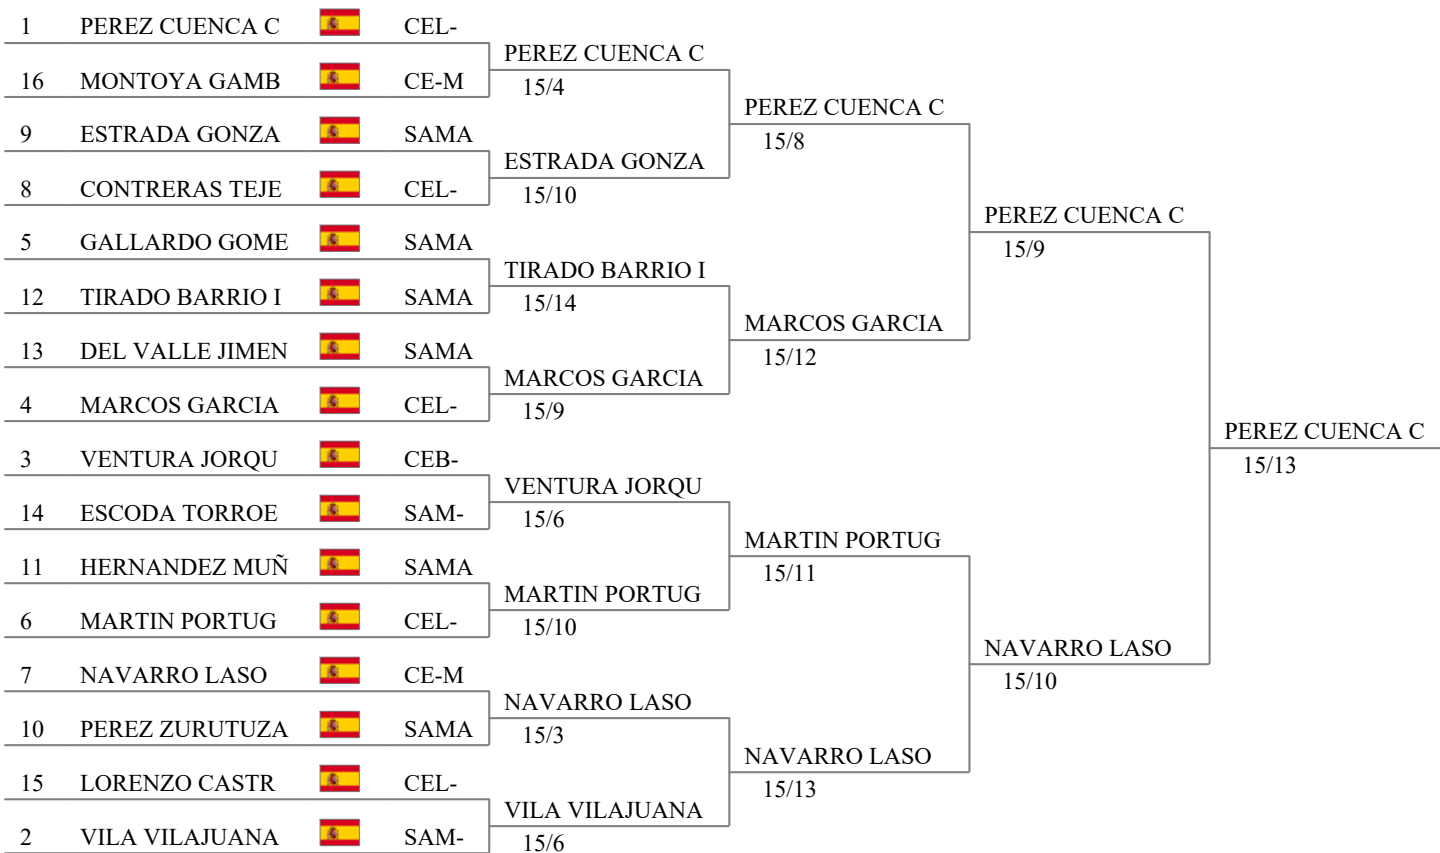 1 PEREZ CUENCA C CEL-
16 MONTOYA GAMB CE-M
9 ESTRADA GONZA SAMA
8 CONTRERAS TEJE CEL-
5 GALLARDO GOME SAMA
12 TIRADO BARRIO I SAMA
13 DEL VALLE JIMEN SAMA
4 MARCOS GARCIA CEL-
3 VENTURA JORQU CEB-
14 ESCODA TORROE SAM-
11 HERNANDEZ MUÑ SAMA
6 MARTIN PORTUG CEL-
7 NAVARRO LASO CE-M
10 PEREZ ZURUTUZA SAMA
15 LORENZO CASTR CEL-
2 VILA VILAJUANA SAM-
PEREZ CUENCA C
15/4
ESTRADA GONZA
15/10
TIRADO BARRIO I
15/14
MARCOS GARCIA
15/9
VENTURA JORQU
15/6
MARTIN PORTUG
15/10
NAVARRO LASO
15/3
VILA VILAJUANA
15/6
PEREZ CUENCA C
15/8
MARCOS GARCIA
15/12
MARTIN PORTUG
15/11
NAVARRO LASO
15/13
PEREZ CUENCA C
15/9
NAVARRO LASO
15/10
PEREZ CUENCA C
15/13